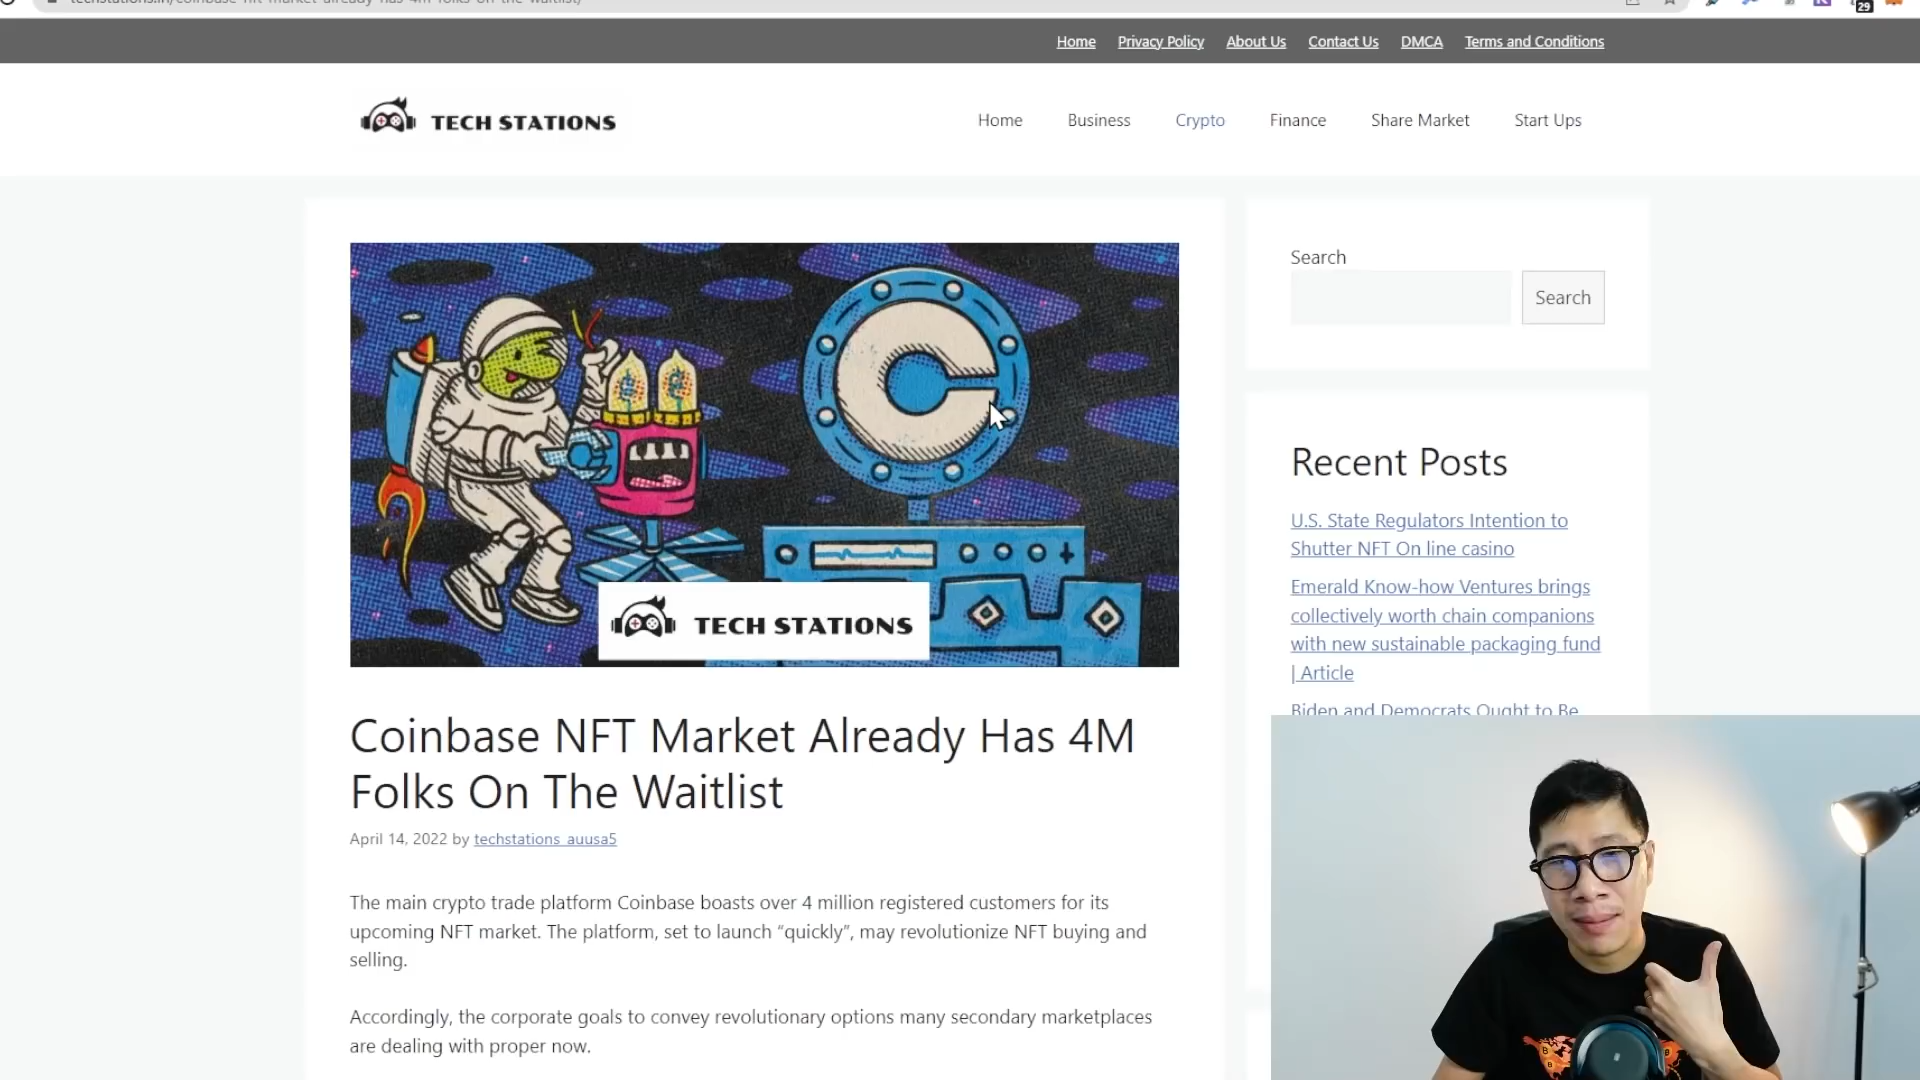 techstations.in/coinbase-nft-market-already-has-4m-folks-on-the-waitlist/
29
Home Privacy Policy About Us Contact Us DMCA Terms and Conditions
TECH STATIONS
Home Business Crypto Finance Share Market Start Ups
Search
Search
TECH STATIONS
Recent Posts
U.S. State Regulators Intention to
Shutter NFT On line casino
Emerald Know-how Ventures brings
collectively worth chain companions
with new sustainable packaging fund
| Article
Biden and Democrats Ought to Be
Coinbase NFT Market Already Has 4M
Folks On The Waitlist
April 14, 2022 by techstations_auusa5
The main crypto trade platform Coinbase boasts over 4 million registered customers for its
upcoming NFT market. The platform, set to launch “quickly”, may revolutionize NFT buying and
selling.
Accordingly, the corporate goals to convey revolutionary options many secondary marketplaces
are dealing with proper now.